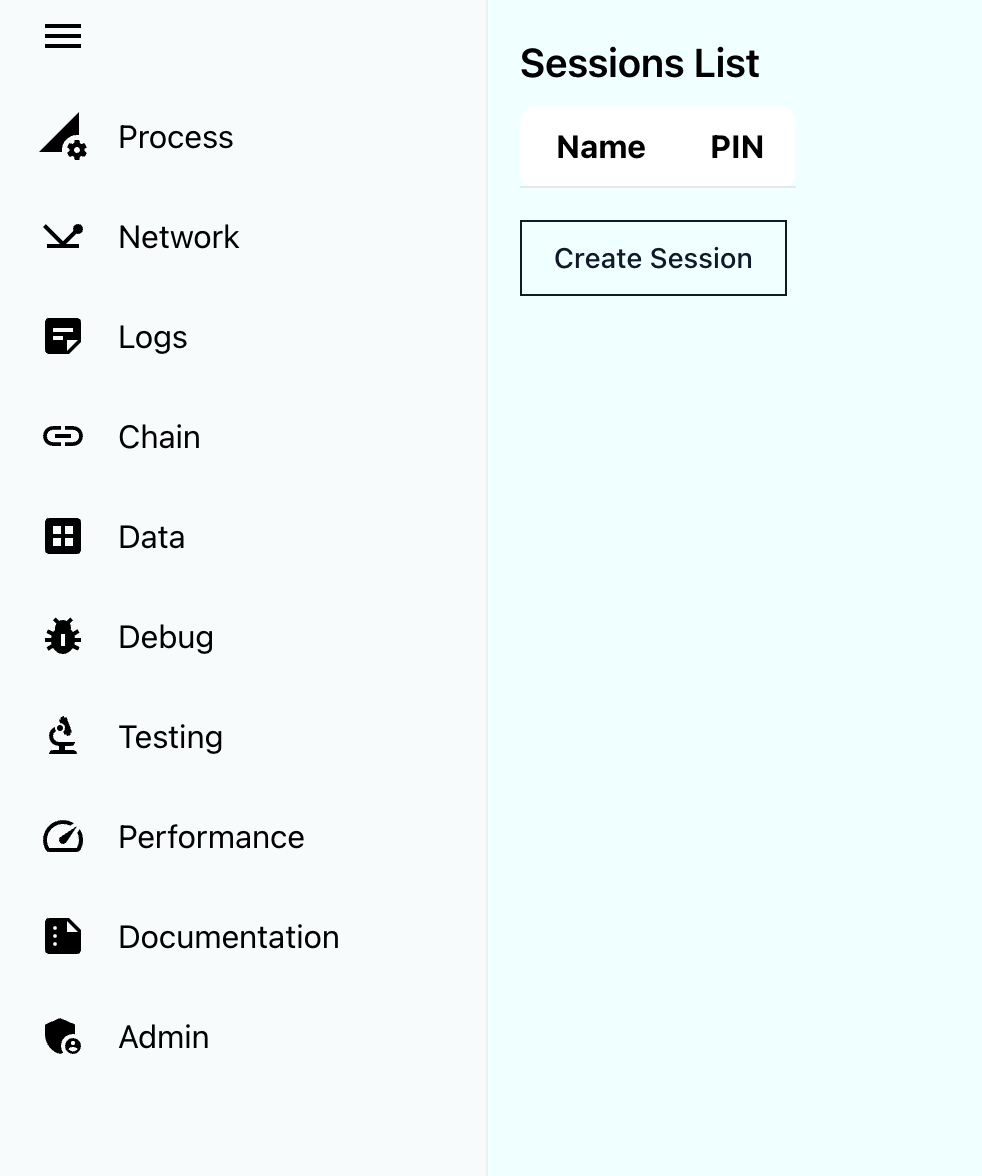 Process
Network
Logs
Chain
Data
Debug
Testing
Performance
Documentation
Admin
Sessions List
Name PIN
Create Session